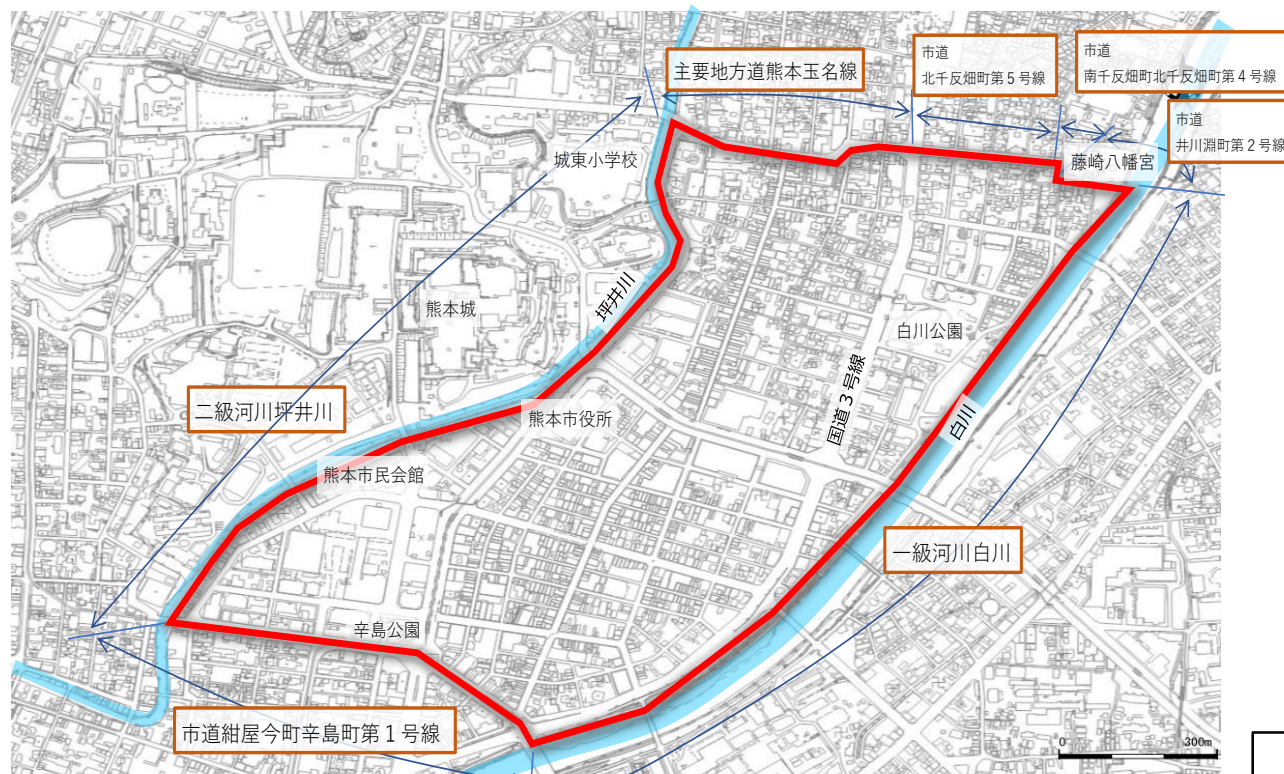 主要地方道熊本玉名線
市道
北千反畑町第５号線
市道
南千反畑町北千反畑町第４号線
市道
井川淵町第２号線
城東小学校
藤崎八幡宮
熊本城
坪井川
白川公園
二級河川坪井川
熊本市役所
国道３号線
白川
熊本市民会館
一級河川白川
辛島公園
市道紺屋今町辛島町第１号線
0
300m